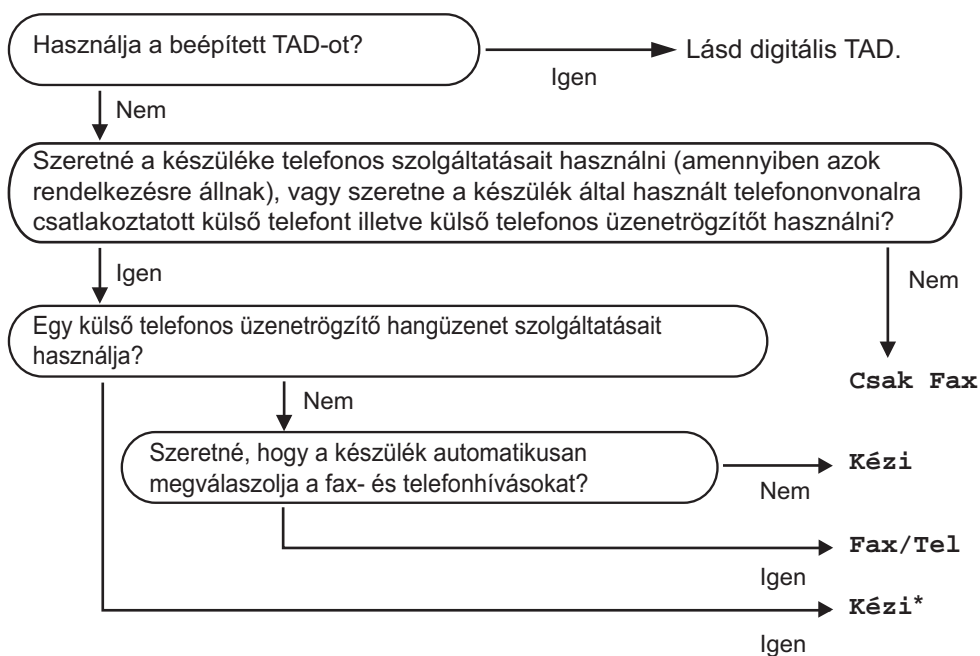 Használja a beépített TAD-ot?
Igen
Lásd digitális TAD.
Nem
Szeretné a készüléke telefonos szolgáltatásait használni (amennyiben azok
rendelkezésre állnak), vagy szeretne a készülék által használt telefononvonalra
csatlakoztatott külső telefont illetve külső telefonos üzenetrögzítőt használni?
Igen
Nem
Egy külső telefonos üzenetrögzítő hangüzenet szolgáltatásait
használja?
Csak Fax
Nem
Szeretné, hogy a készülék automatikusan
megválaszolja a fax- és telefonhívásokat?
Nem
Kézi
Igen
Fax/Tel
Igen
Kézi*